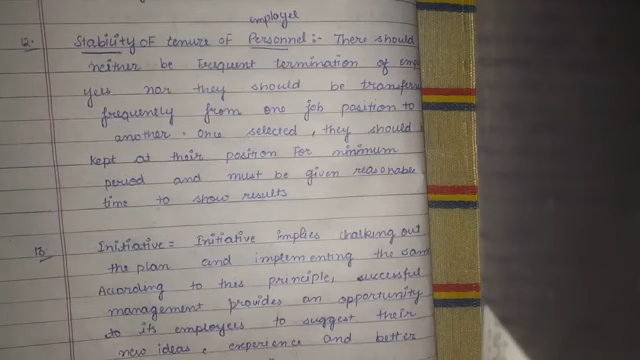 employee
12. Stability of tenure of Personnel :- There should
neither be frequent termination of emp
yees nor they should be transferr
frequently from one job position to
another. Once selected, they should
kept at their position for minimum
period and must be given reasonable
time to show results
13. Initiative = Initiative implies chalking out
the plan and implementing the sam
According to this principle, successful
management provides an opportunity
to its employees to suggest their
new ideas, experience and better